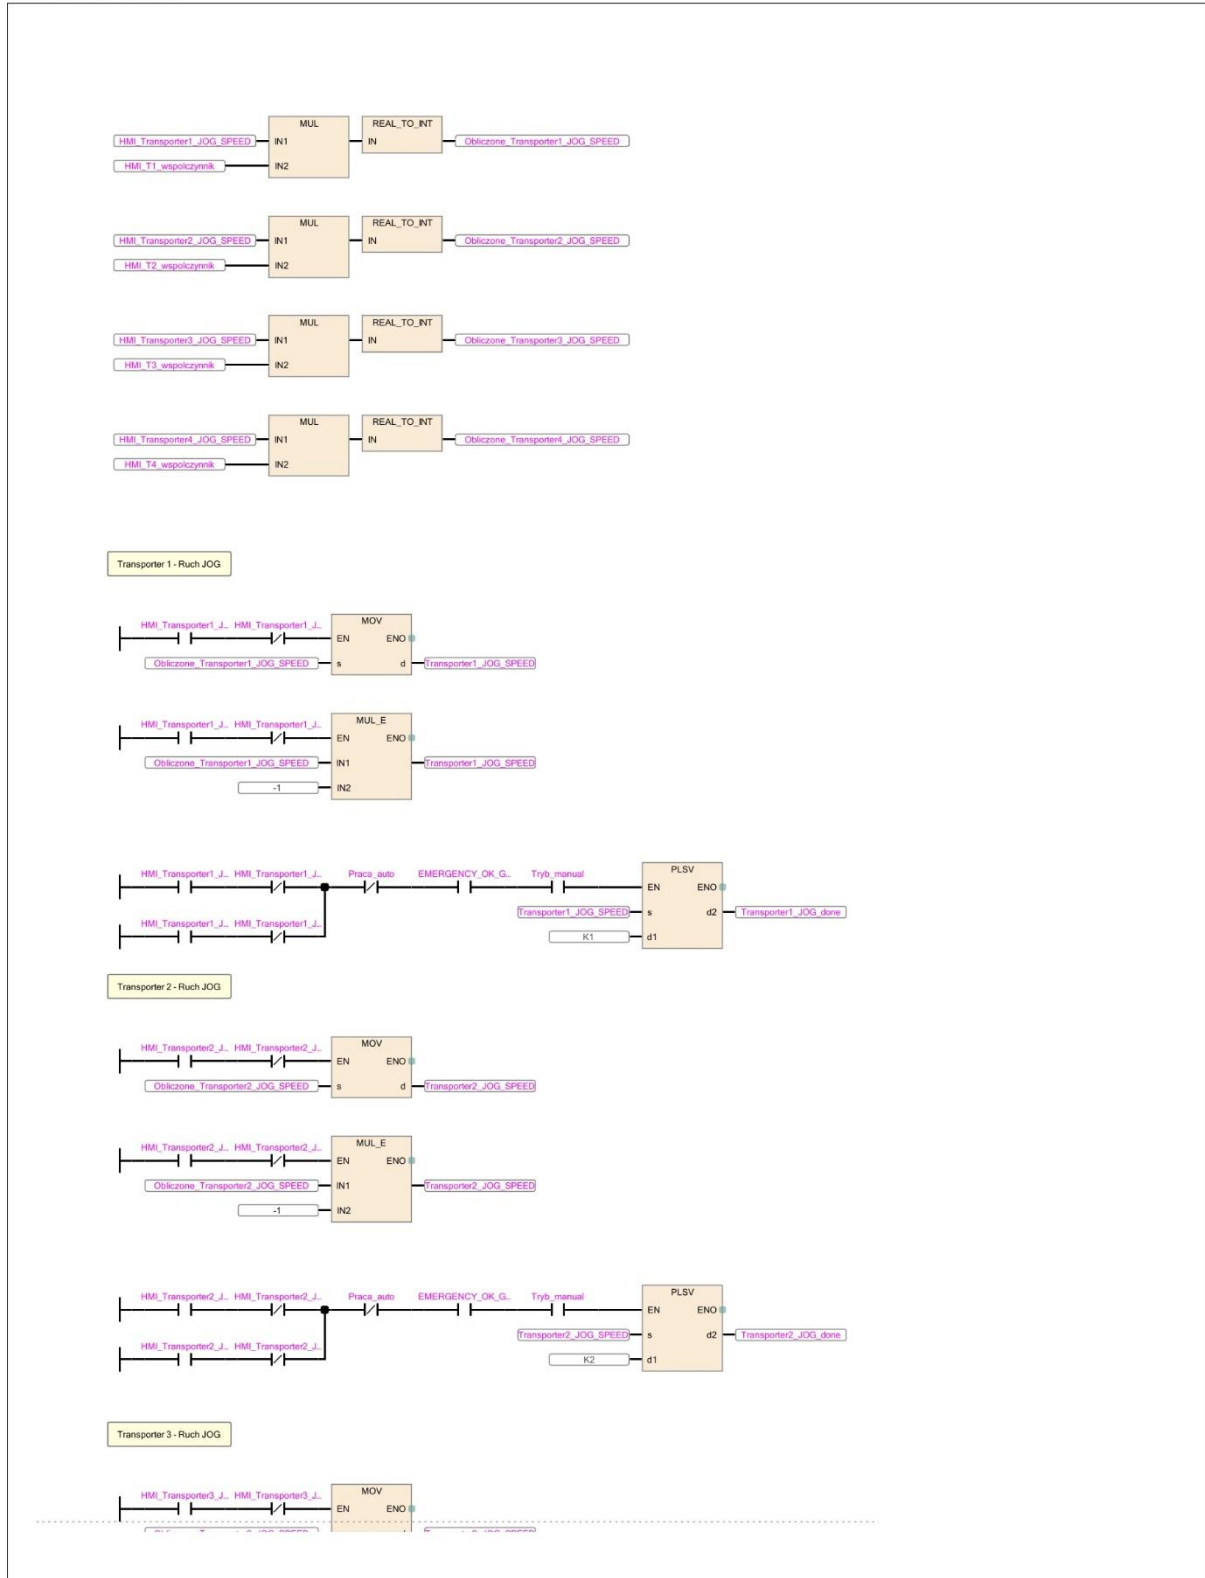 MUL REAL_TO_INT
HMI_Transporter1_JOG_SPEED IN1 IN Obliczone_Transporter1_JOG_SPEED
HMI_T1_wspolczynnik IN2
MUL REAL_TO_INT
HMI_Transporter2_JOG_SPEED IN1 IN Obliczone_Transporter2_JOG_SPEED
HMI_T2_wspolczynnik IN2
MUL REAL_TO_INT
HMI_Transporter3_JOG_SPEED IN1 IN Obliczone_Transporter3_JOG_SPEED
HMI_T3_wspolczynnik IN2
MUL REAL_TO_INT
HMI_Transporter4_JOG_SPEED IN1 IN Obliczone_Transporter4_JOG_SPEED
HMI_T4_wspolczynnik IN2
Transporter 1 - Ruch JOG
HMI_Transporter1_J... HMI_Transporter1_J... MOV
EN ENO
Obliczone_Transporter1_JOG_SPEED s d Transporter1_JOG_SPEED
HMI_Transporter1_J... HMI_Transporter1_J... MUL_E
EN ENO
Obliczone_Transporter1_JOG_SPEED IN1 Transporter1_JOG_SPEED
-1 IN2
HMI_Transporter1_J... HMI_Transporter1_J... Praca_auto EMERGENCY_OK_G... Tryb_manual PLSV
EN ENO
Transporter1_JOG_SPEED s d2 Transporter1_JOG_done
HMI_Transporter1_J... HMI_Transporter1_J... K1 d1
Transporter 2 - Ruch JOG
HMI_Transporter2_J... HMI_Transporter2_J... MOV
EN ENO
Obliczone_Transporter2_JOG_SPEED s d Transporter2_JOG_SPEED
HMI_Transporter2_J... HMI_Transporter2_J... MUL_E
EN ENO
Obliczone_Transporter2_JOG_SPEED IN1 Transporter2_JOG_SPEED
-1 IN2
HMI_Transporter2_J... HMI_Transporter2_J... Praca_auto EMERGENCY_OK_G... Tryb_manual PLSV
EN ENO
Transporter2_JOG_SPEED s d2 Transporter2_JOG_done
HMI_Transporter2_J... HMI_Transporter2_J... K2 d1
Transporter 3 - Ruch JOG
HMI_Transporter3_J... HMI_Transporter3_J... MOV
EN ENO